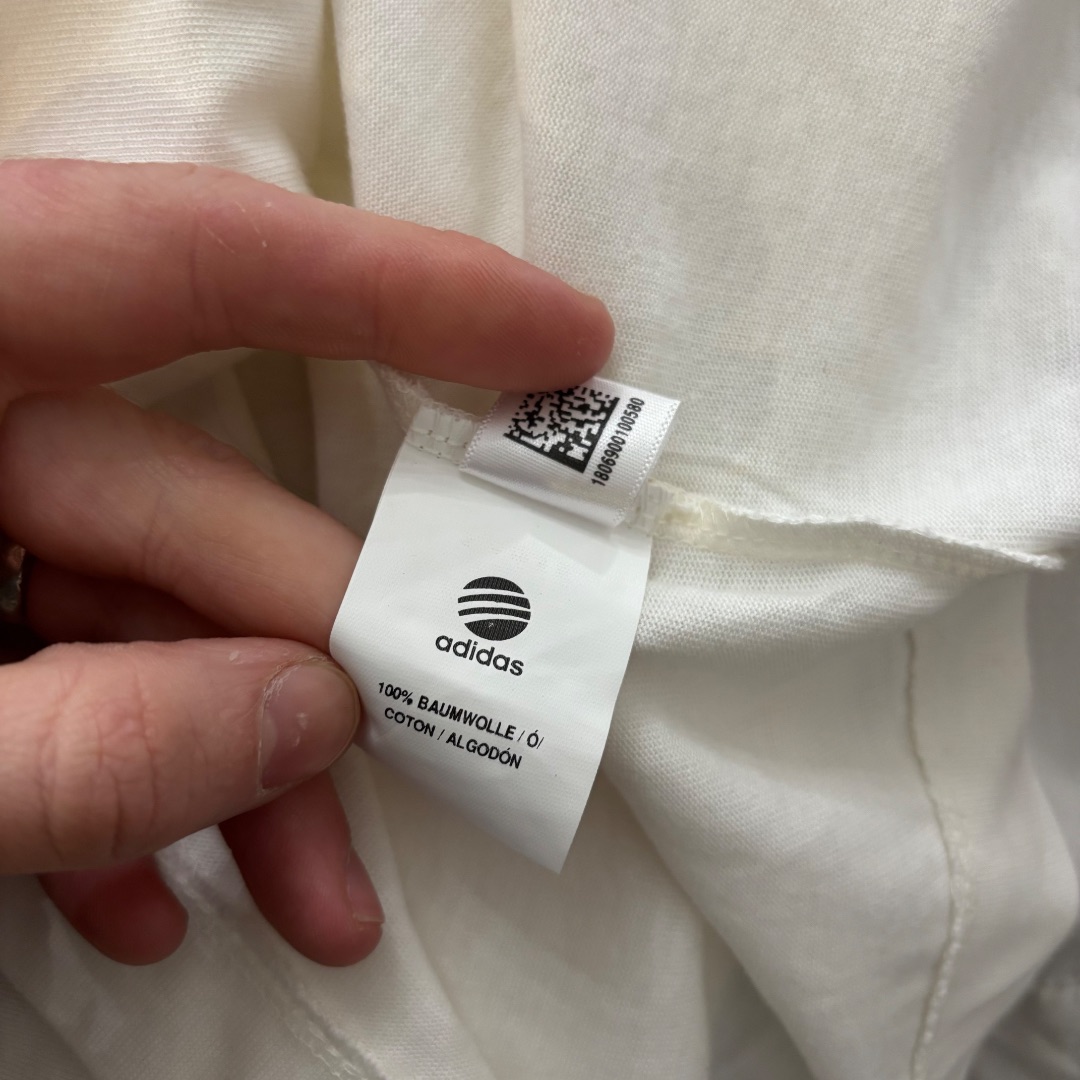 1806900100580
adidas
100% BAUMWOLLE / Ó/
COTON / ALGODÓN